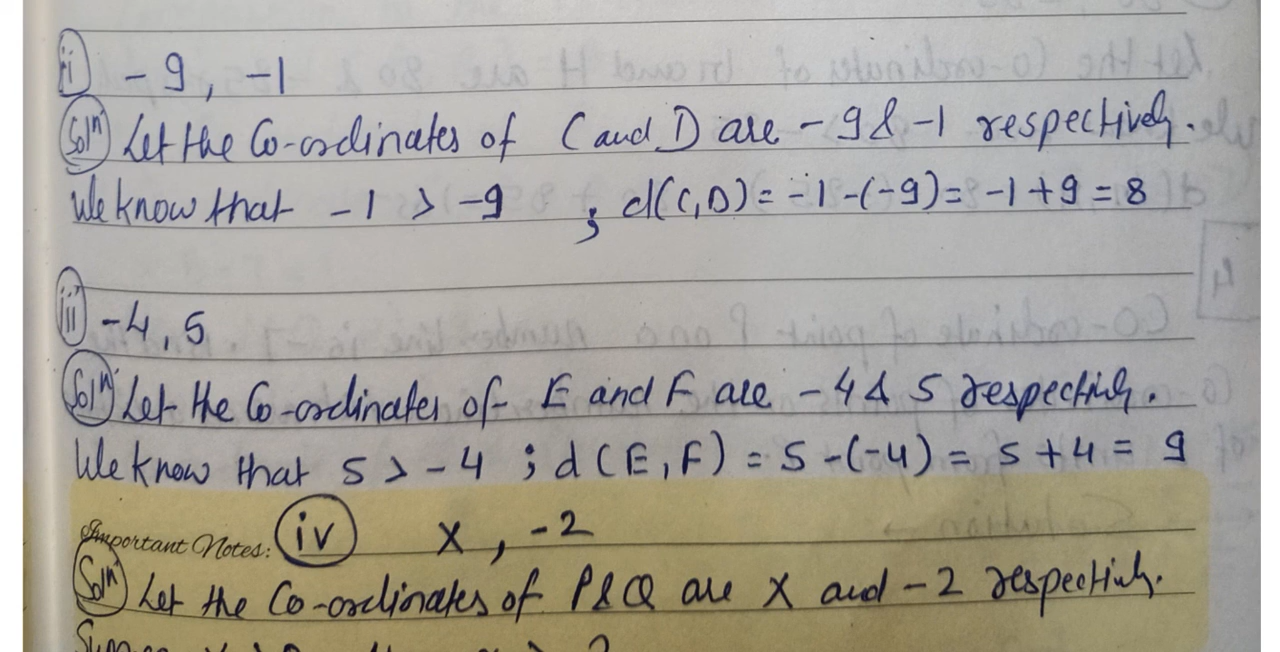 ii) -9, -1
Solⁿ Let the Co-ordinates of C and D are -9 & -1 respectively.
We know that -1 > -9 ; d(C,D) = -1-(-9) = -1+9 = 8
iii -4, 5
Solⁿ Let the Co-ordinates of E and F are -4 & 5 respectively.
We know that 5 > -4 ; d(E,F) = 5-(-4) = 5+4 = 9
Important Notes: iv x, -2
Solⁿ Let the Co-ordinates of P & Q are x and -2 respectively.